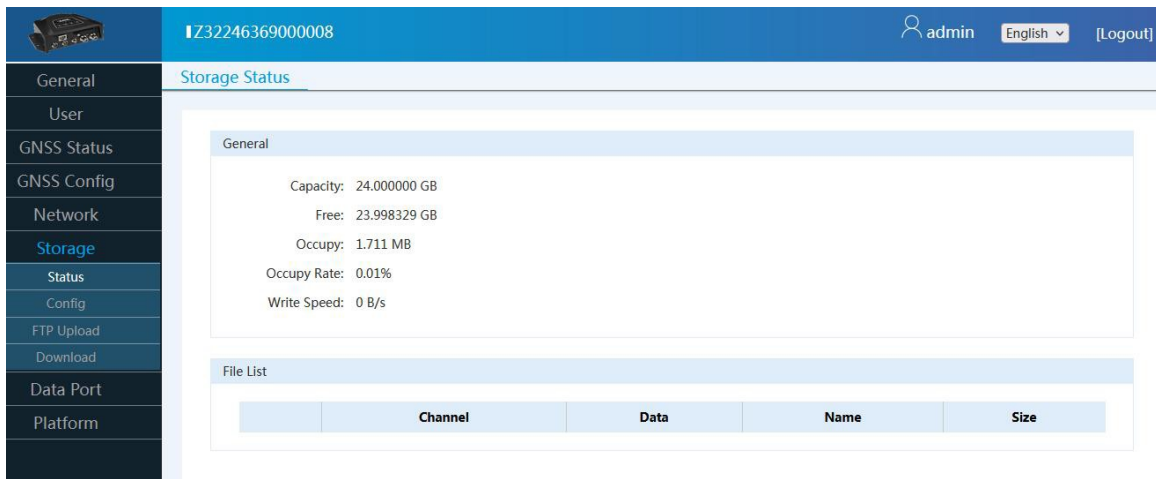 IZ32246369000008
admin
English
[Logout]
General
User
GNSS Status
GNSS Config
Network
Storage
Status
Config
FTP Upload
Download
Data Port
Platform
Storage Status
General
Capacity: 24.000000 GB
Free: 23.998329 GB
Occupy: 1.711 MB
Occupy Rate: 0.01%
Write Speed: 0 B/s
File List
Channel Data Name Size